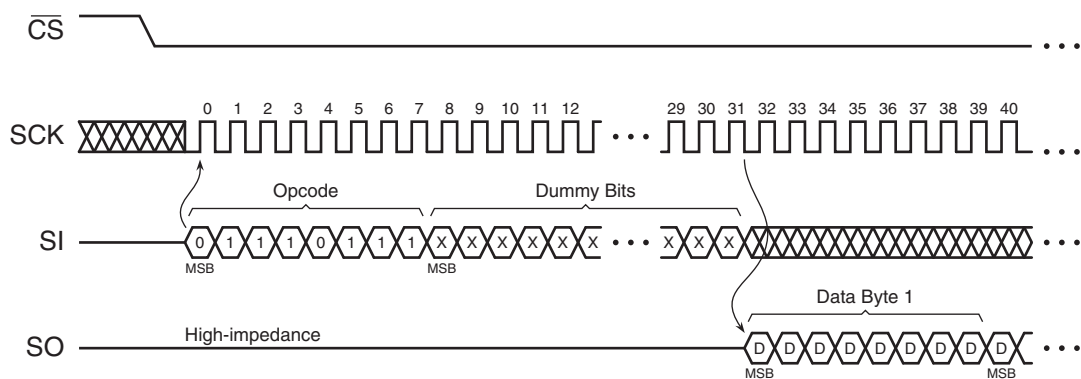 CS
0 1 2 3 4 5 6 7 8 9 10 11 12 29 30 31 32 33 34 35 36 37 38 39 40
SCK
Opcode Dummy Bits
SI 0 1 1 1 0 1 1 1 X X X X X X X X X
MSB MSB
Data Byte 1
High-impedance
SO D D D D D D D D D
MSB MSB